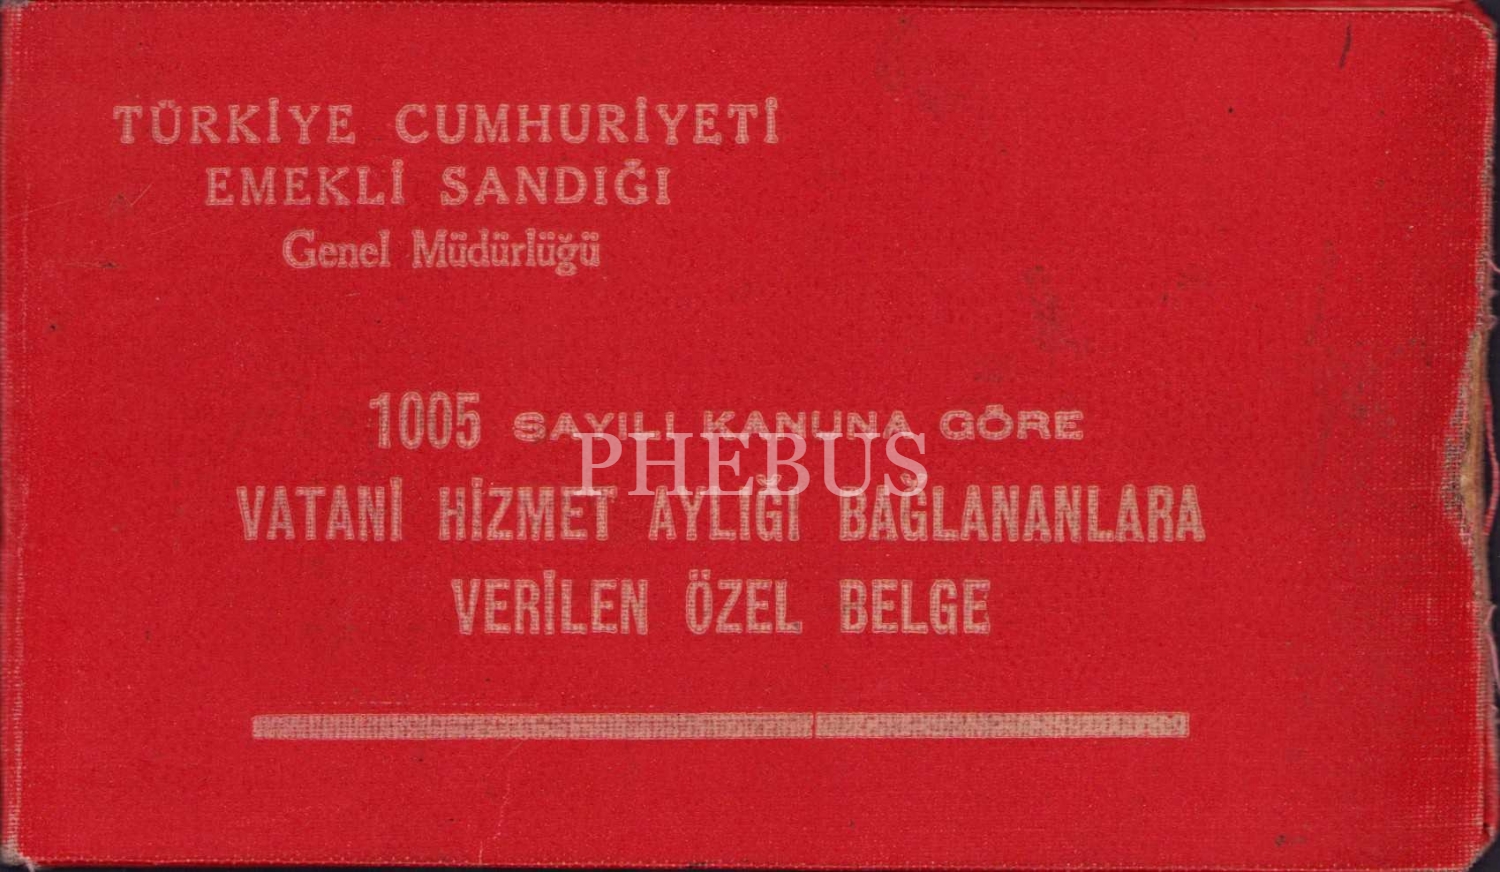 TÜRKİYE CUMHURİYETİ
EMEKLİ SANDIĞI
Genel Müdürlüğü
1005 SAYILI KANUNA GÖRE
PHEBUS
VATANİ HİZMET AYLIĞI BAĞLANANLARA
VERİLEN ÖZEL BELGE